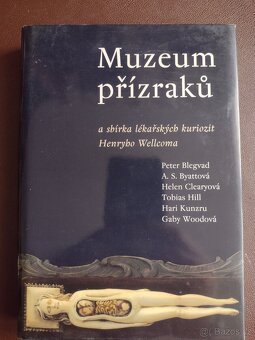 Muzeum
přízraků
a sbírka lékařských kuriozit
Henryho Wellcoma
Peter Blegvad
A. S. Byattová
Helen Clearyová
Tobias Hill
Hari Kunzru
Gaby Woodová